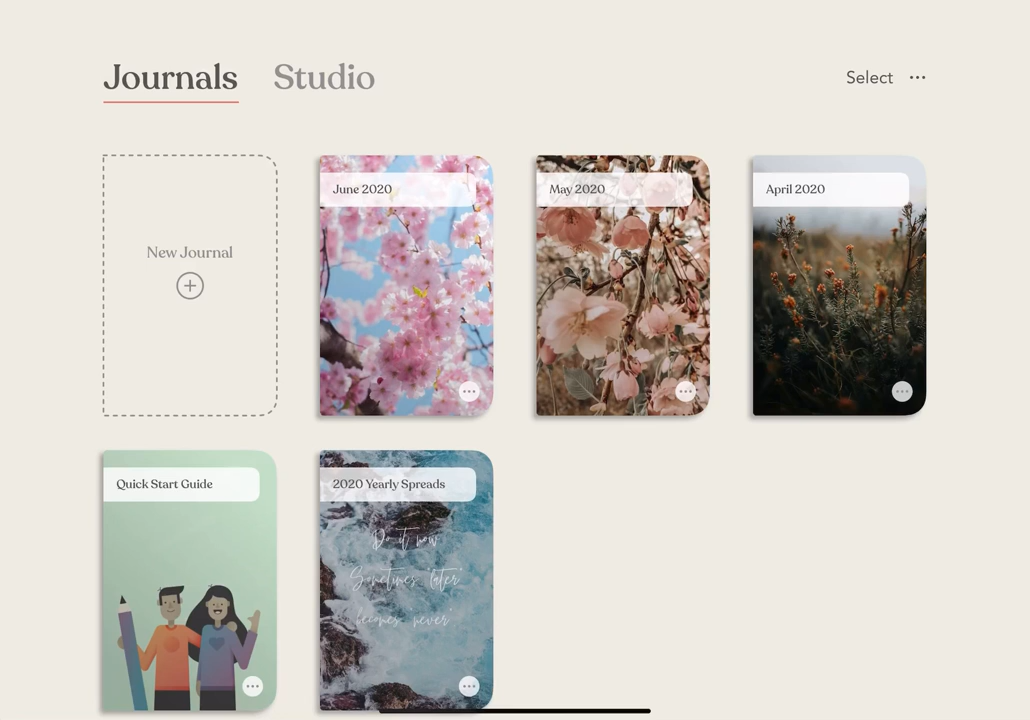 Journals Studio Select
New Journal
June 2020
May 2020
April 2020
Quick Start Guide
2020 Yearly Spreads
Do it now
Sometimes 'later'
becomes 'never'